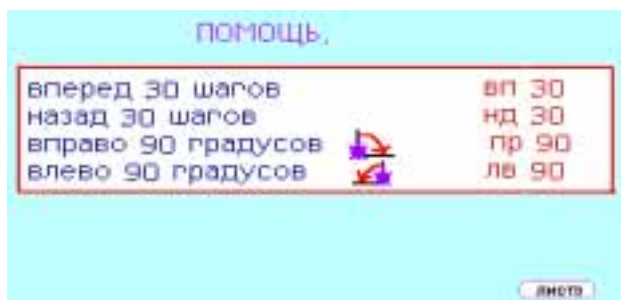 ПОМОЩЬ.
вперед 30 шагов вп 30
назад 30 шагов нд 30
вправо 90 градусов пр 90
влево 90 градусов лв 90